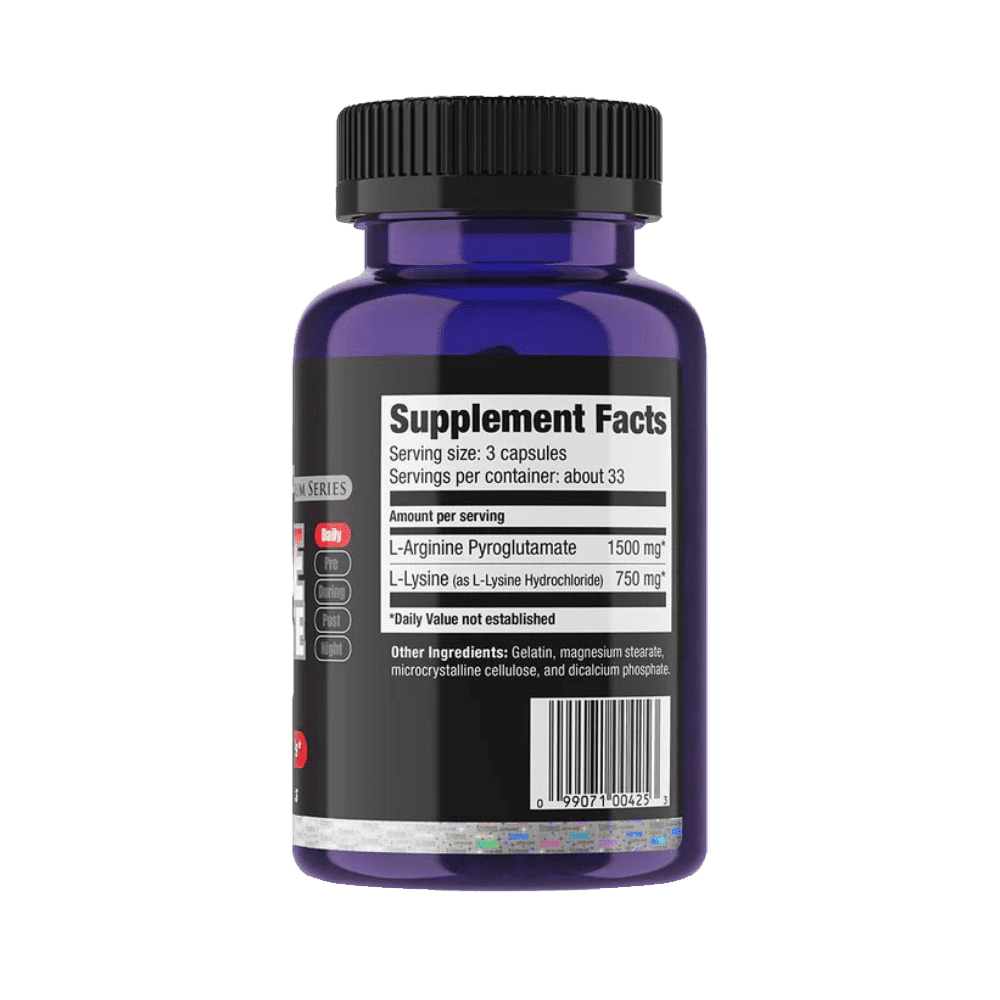 UM SERIES
Daily
Pre
During
Post
Night
Supplement Facts
Serving size: 3 capsules
Servings per container: about 33
Amount per serving
L-Arginine Pyroglutamate 1500 mg*
L-Lysine (as L-Lysine Hydrochloride) 750 mg*
*Daily Value not established
Other Ingredients: Gelatin, magnesium stearate,
microcrystalline cellulose, and dicalcium phosphate.
0 99071 00425 3